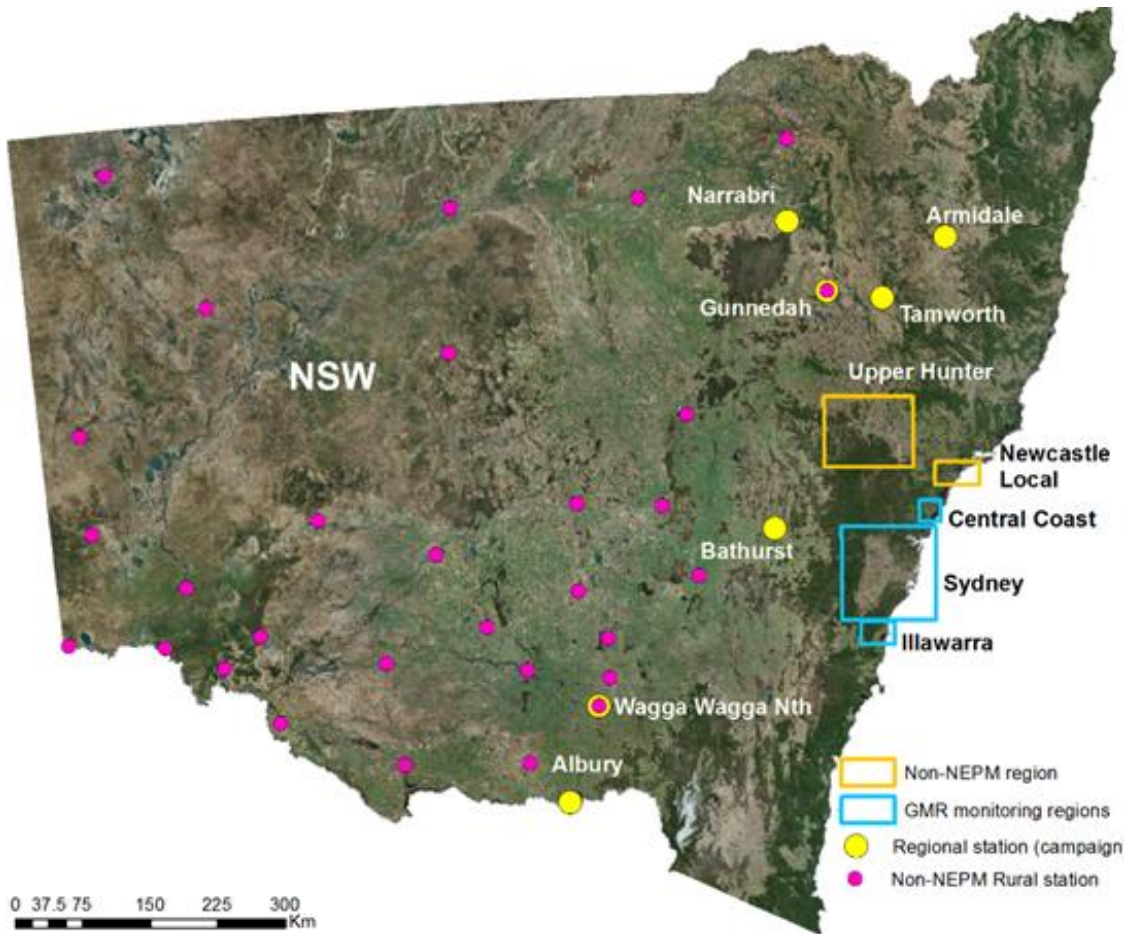 Narrabri
Armidale
Gunnedah
Tamworth
NSW
Upper Hunter
Newcastle
Local
Central Coast
Bathurst
Sydney
Illawarra
Wagga Wagga Nth
Albury
Non-NEPM region
GMR monitoring regions
Regional station (campaign
Non-NEPM Rural station
0 37.5 75 150 225 300
Km